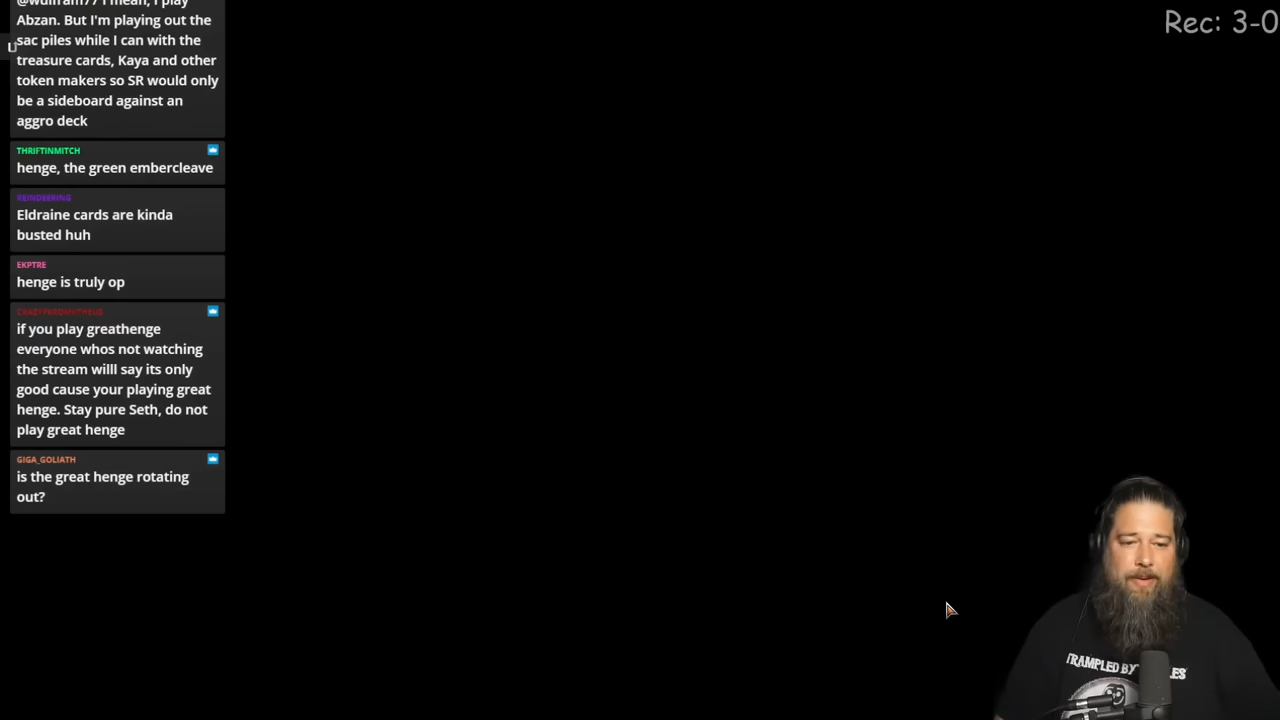 Rec: 3-0
@wulfram77 I mean, I play
Abzan. But I'm playing out the
sac piles while I can with the
treasure cards, Kaya and other
token makers so SR would only
be a sideboard against an
aggro deck
THRIFTINMITCH
henge, the green embercleave
REINDEERING
Eldraine cards are kinda
busted huh
EKPTRE
henge is truly op
if you play greathenge
everyone whos not watching
the stream willl say its only
good cause your playing great
henge. Stay pure Seth, do not
play great henge
GIGA_GOLIATH
is the great henge rotating
out?
TRAMPLED BY